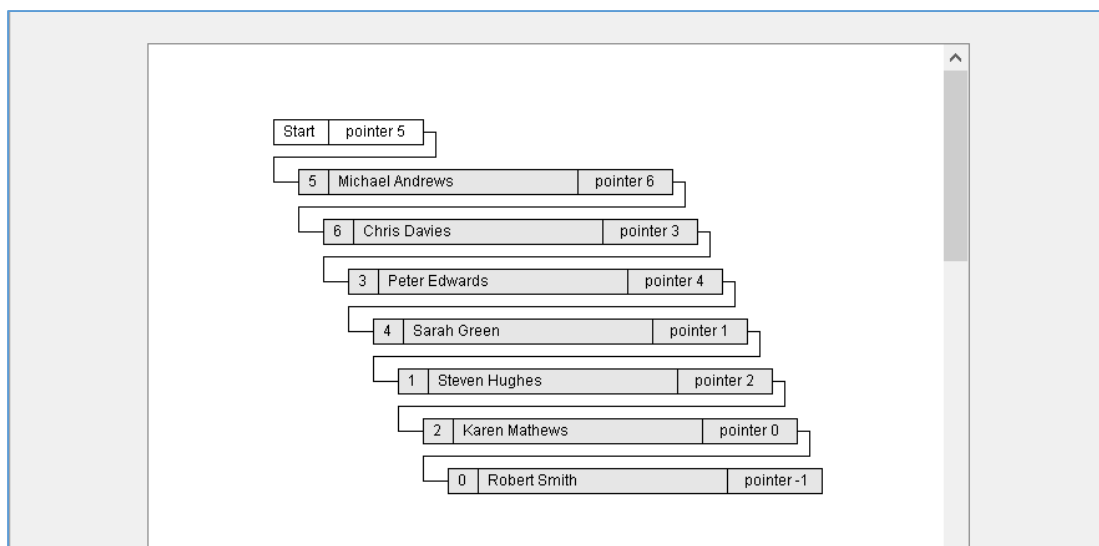 Start pointer 5
5 Michael Andrews pointer 6
6 Chris Davies pointer 3
3 Peter Edwards pointer 4
4 Sarah Green pointer 1
1 Steven Hughes pointer 2
2 Karen Mathews pointer 0
0 Robert Smith pointer -1